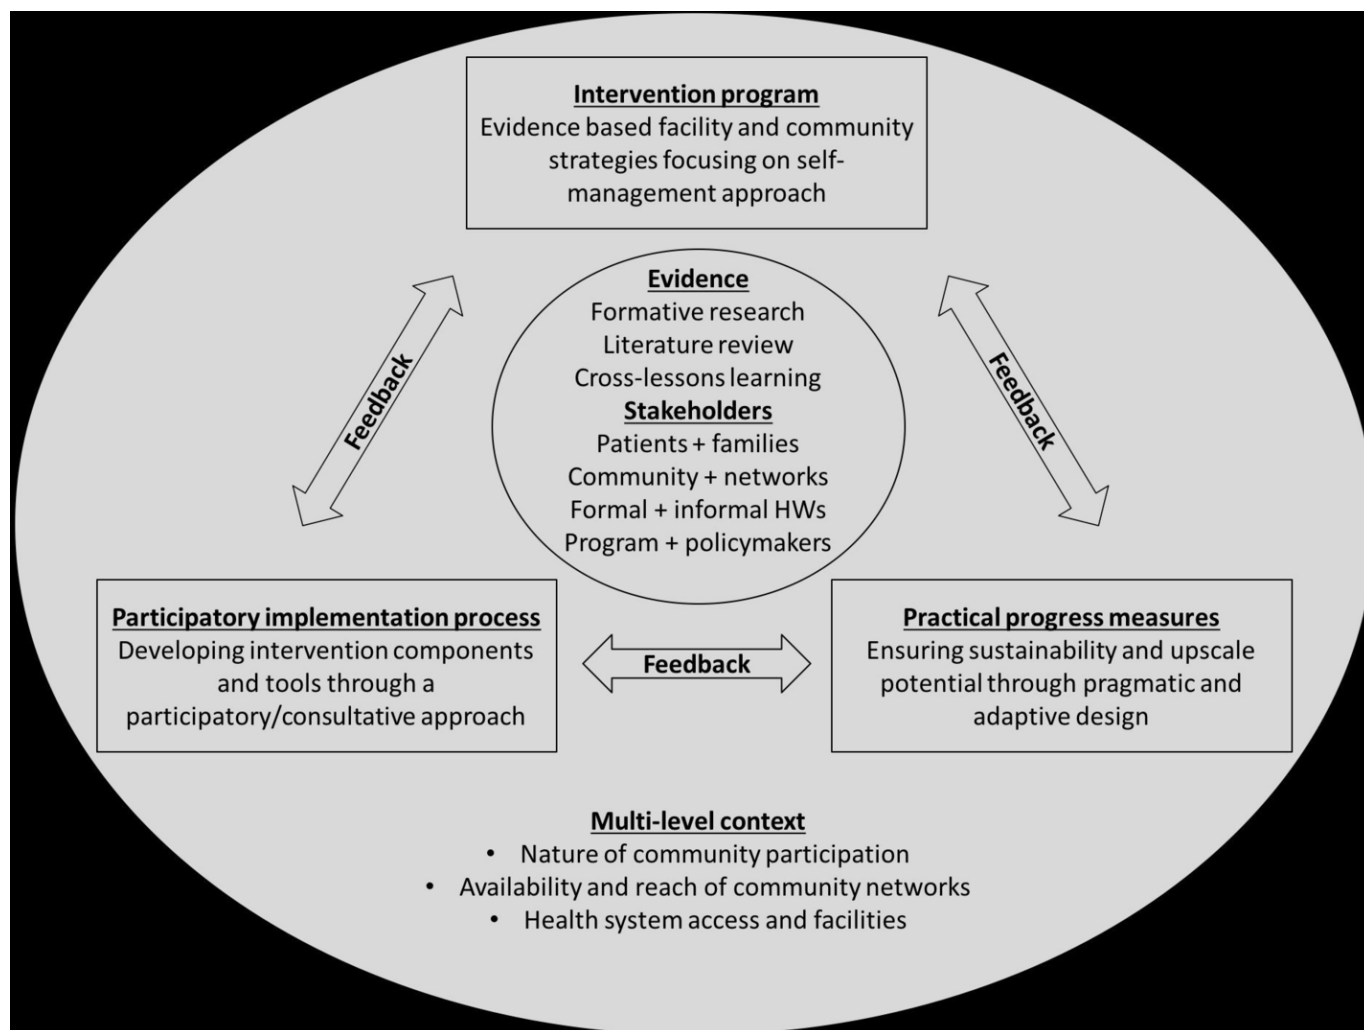 Intervention program
Evidence based facility and community
strategies focusing on self-
management approach
Evidence
Formative research
Literature review
Cross-lessons learning
Stakeholders
Patients + families
Community + networks
Formal + informal HWs
Program + policymakers
Feedback
Feedback
Participatory implementation process
Developing intervention components
and tools through a
participatory/consultative approach
Feedback
Practical progress measures
Ensuring sustainability and upscale
potential through pragmatic and
adaptive design
Multi-level context
• Nature of community participation
• Availability and reach of community networks
• Health system access and facilities